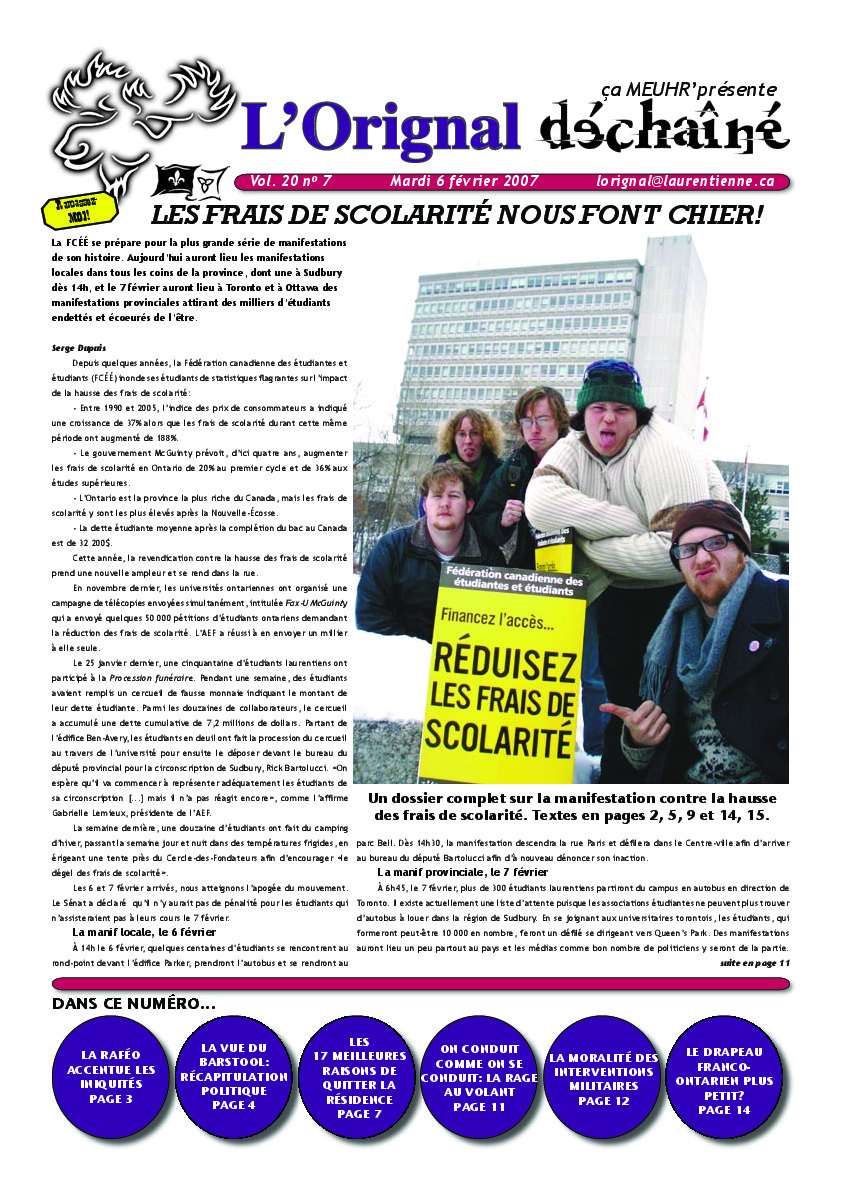 ça MEUHR'présente
L'Orignal déchaîné
Vol. 20 nº 7 Mardi 6 février 2007 lorignal@laurentienne.ca
Ramassez-
MOI!
LES FRAIS DE SCOLARITÉ NOUS FONT CHIER!
La FCÉÉ se prépare pour la plus grande série de manifestations
de son histoire. Aujourd'hui auront lieu les manifestations
locales dans tous les coins de la province, dont une à Sudbury
dès 14h, et le 7 février auront lieu à Toronto et à Ottawa des
manifestations provinciales attirant des milliers d'étudiants
endettés et écoeurés de l'être.
Serge Dupuis
Depuis quelques années, la Fédération canadienne des étudiantes et
étudiants (FCÉÉ) inonde ses étudiants de statistiques flagrantes sur l'impact
de la hausse des frais de scolarité:
- Entre 1990 et 2005, l'indice des prix de consommateurs a indiqué
une croissance de 37% alors que les frais de scolarité durant cette même
période ont augmenté de 188%.
- Le gouvernement McGuinty prévoit, d'ici quatre ans, augmenter
les frais de scolarité en Ontario de 20% au premier cycle et de 36% aux
études supérieures.
- L'Ontario est la province la plus riche du Canada, mais les frais de
scolarité y sont les plus élevés après la Nouvelle-Écosse.
- La dette étudiante moyenne après la complétion du bac au Canada
est de 32 200$.
Cette année, la revendication contre la hausse des frais de scolarité
prend une nouvelle ampleur et se rend dans la rue.
En novembre dernier, les universités ontariennes ont organisé une
campagne de télécopies envoyées simultanément, intitulée Fax-U McGuinty
qui a envoyé quelques 50 000 pétitions d'étudiants ontariens demandant
la réduction des frais de scolarité. L'AEF a réussi à en envoyer un millier
à elle seule.
Le 25 janvier dernier, une cinquantaine d'étudiants laurentiens ont
participé à la Procession funéraire. Pendant une semaine, des étudiants
avaient remplis un cercueil de fausse monnaie indiquant le montant de
leur dette étudiante. Parmi les douzaines de collaborateurs, le cercueil
a accumulé une dette cumulative de 7,2 millions de dollars. Partant de
l'édifice Ben-Avery, les étudiants en deuil ont fait la procession du cercueil
au travers de l'université pour ensuite le déposer devant le bureau du
député provincial pour la circonscription de Sudbury, Rick Bartolucci. «On
espère qu'il va commencer à représenter adéquatement les étudiants de
sa circonscription [...] mais il n'a pas réagit encore», comme l'affirme
Gabrielle Lemieux, présidente de l'AEF.
La semaine dernière, une douzaine d'étudiants ont fait du camping
d'hiver, passant la semaine jour et nuit dans des températures frigides, en
érigeant une tente près du Cercle-des-Fondateurs afin d'encourager «le
dégel des frais de scolarité».
Les 6 et 7 février arrivés, nous atteignons l'apogée du mouvement.
Le Sénat a déclaré qu'il n'y aurait pas de pénalité pour les étudiants qui
n'assisteraient pas à leurs cours le 7 février.
La manif locale, le 6 février
À 14h le 6 février, quelques centaines d'étudiants se rencontront au
rond-point devant l'édifice Parker, prendront l'autobus et se rendront au
Fédération canadienne des
étudiantes et étudiants
Financez l'accès...
RÉDUISEZ
LES FRAIS DE
SCOLARITÉ
Un dossier complet sur la manifestation contre la hausse
des frais de scolarité. Textes en pages 2, 5, 9 et 14, 15.
parc Bell. Dès 14h30, la manifestation descendra la rue Paris et défilera dans le Centre-ville afin d'arriver
au bureau du député Bartolucci afin d'à nouveau dénoncer son inaction.
La manif provinciale, le 7 février
À 6h45, le 7 février, plus de 300 étudiants laurentiens partiront du campus en autobus en direction de
Toronto. Il existe actuellement une liste d'attente puisque les associations étudiantes ne peuvent plus trouver
d'autobus à louer dans la région de Sudbury. En se joignant aux universitaires torontois, les étudiants, qui
formeront peut-être 10 000 en nombre, feront un défilé se dirigeant vers Queen's Park. Des manifestations
auront lieu un peu partout au pays et les médias comme bon nombre de politiciens y seront de la partie.
suite en page 11
DANS CE NUMÉRO...
LA RAFÉO
ACCENTUE LES
INIQUITÉS
PAGE 3
LA VUE DU
BARSTOOL:
RÉCAPITULATION
POLITIQUE
PAGE 4
LES
17 MEILLEURES
RAISONS DE
QUITTER LA
RÉSIDENCE
PAGE 7
ON CONDUIT
COMME ON SE
CONDUIT: LA RAGE
AU VOLANT
PAGE 11
LA MORALITÉ DES
INTERVENTIONS
MILITAIRES
PAGE 12
LE DRAPEAU
FRANCO-
ONTARIEN PLUS
PETIT?
PAGE 14